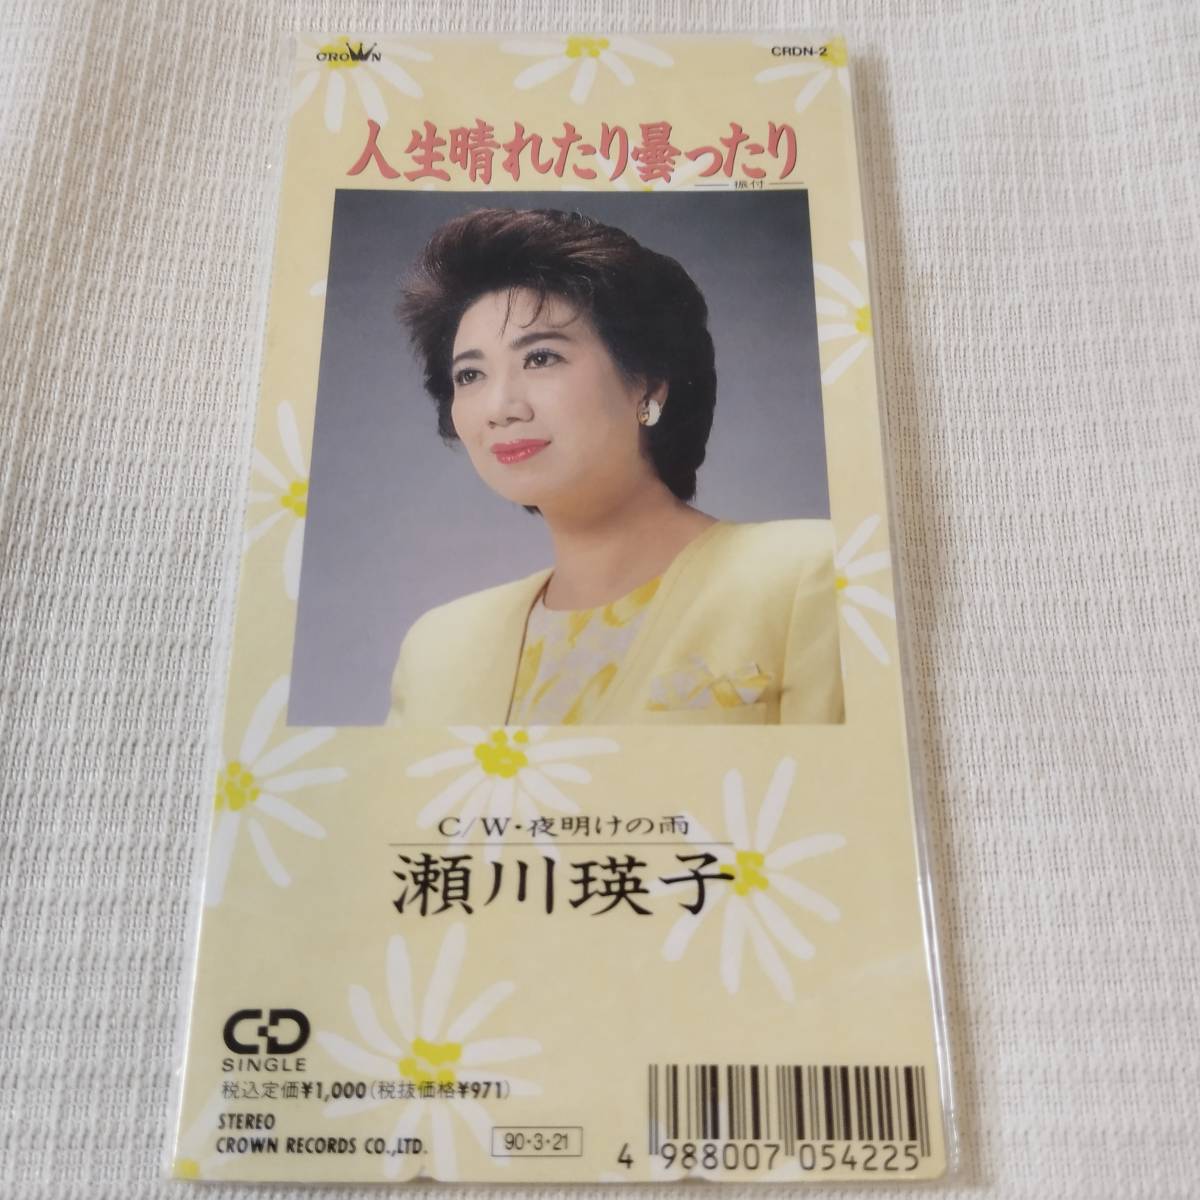 CROWN
CRDN-2
人生晴れたり曇ったり
振付
C/W・夜明けの雨
瀬川瑛子
CD
SINGLE
税込定価¥1,000(税抜価格¥971)
STEREO
CROWN RECORDS CO.,LTD.
90・3・21
4 988007 054225